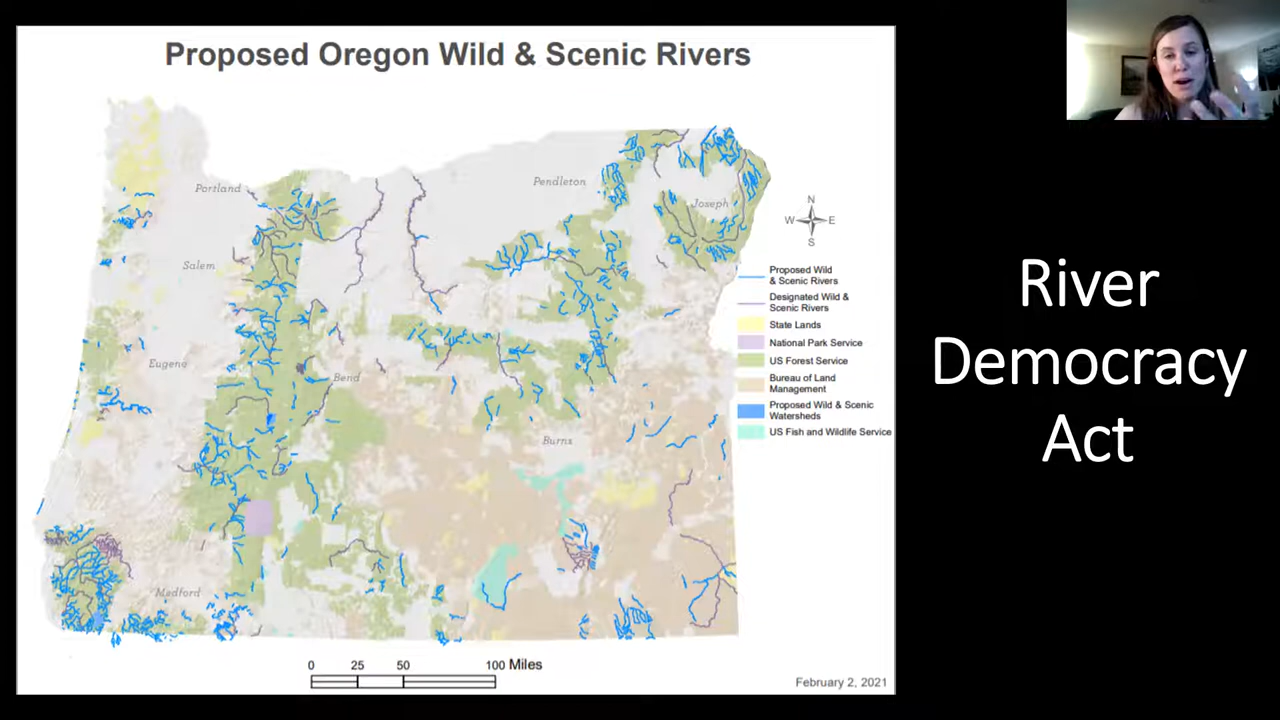 Proposed Oregon Wild & Scenic Rivers
Portland
Pendleton
Joseph
N
W E
S
Salem
Proposed Wild
& Scenic Rivers
Designated Wild &
Scenic Rivers
State Lands
National Park Service
US Forest Service
Bureau of Land
Management
Proposed Wild & Scenic
Watersheds
US Fish and Wildlife Service
Eugene
Bend
Burns
Medford
0 25 50 100 Miles
February 2, 2021
River
Democracy
Act